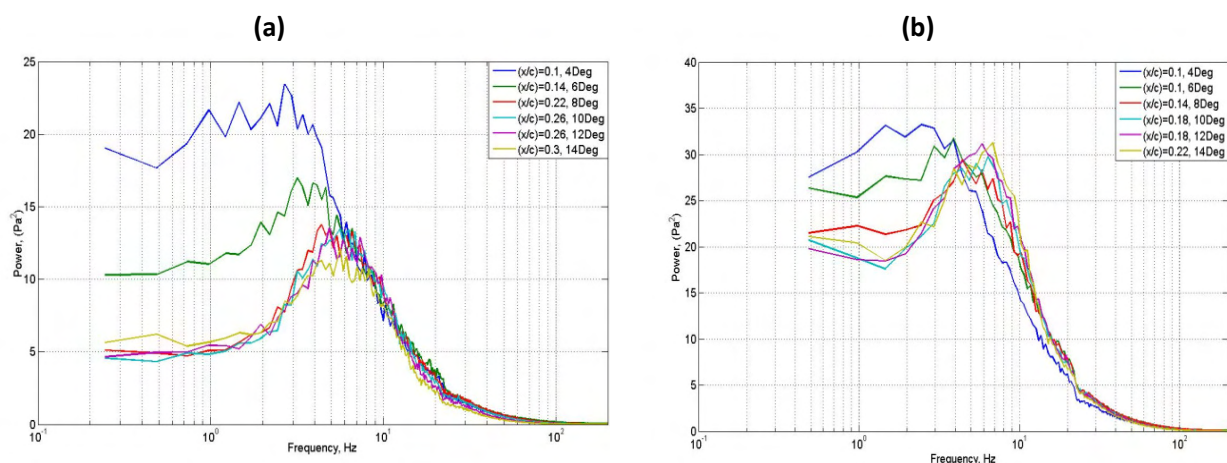 (a)
25
20
15
10
5
0
Power, (Pa²)
10⁻¹
10⁰
10¹
10²
Frequency, Hz
(x/c)=0.1, 4Deg
(x/c)=0.14, 6Deg
(x/c)=0.22, 8Deg
(x/c)=0.26, 10Deg
(x/c)=0.26, 12Deg
(x/c)=0.3, 14Deg
(b)
40
35
30
25
20
15
10
5
0
Power, (Pa²)
10⁻¹
10⁰
10¹
10²
Frequency, Hz
(x/c)=0.1, 4Deg
(x/c)=0.1, 6Deg
(x/c)=0.14, 8Deg
(x/c)=0.18, 10Deg
(x/c)=0.18, 12Deg
(x/c)=0.22, 14Deg